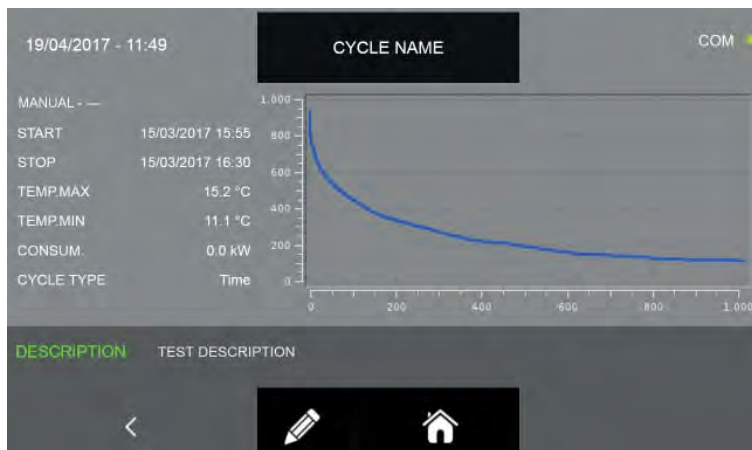 19/04/2017 - 11:49
CYCLE NAME
COM
MANUAL - ---
START 15/03/2017 15:55
STOP 15/03/2017 16:30
TEMP.MAX 15.2 °C
TEMP.MIN 11.1 °C
CONSUM. 0.0 kW
CYCLE TYPE Time
1.000
800
600
400
200
0
0 200 400 600 800 1.000
DESCRIPTION TEST DESCRIPTION